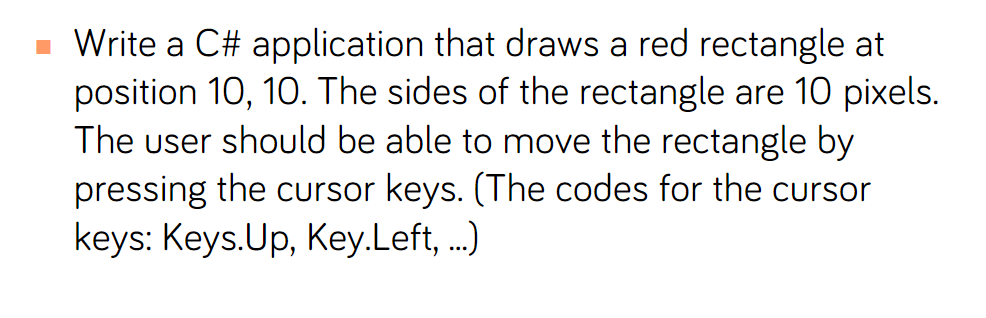 Write a C# application that draws a red rectangle at
position 10, 10. The sides of the rectangle are 10 pixels.
The user should be able to move the rectangle by
pressing the cursor keys. (The codes for the cursor
keys: Keys.Up, Key.Left, ...)